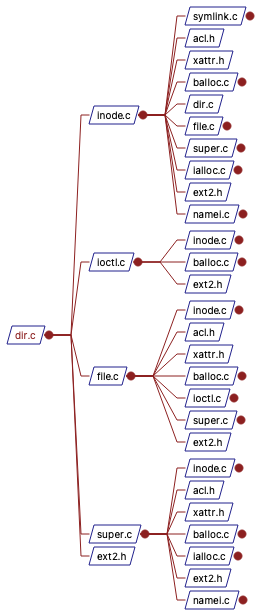 symlink.c
acl.h
xattr.h
balloc.c
inode.c
dir.c
file.c
super.c
ialloc.c
ext2.h
namei.c
inode.c
ioctl.c
balloc.c
ext2.h
inode.c
acl.h
dir.c
xattr.h
file.c
balloc.c
ioctl.c
super.c
ext2.h
inode.c
acl.h
xattr.h
super.c
balloc.c
ext2.h
ialloc.c
ext2.h
namei.c